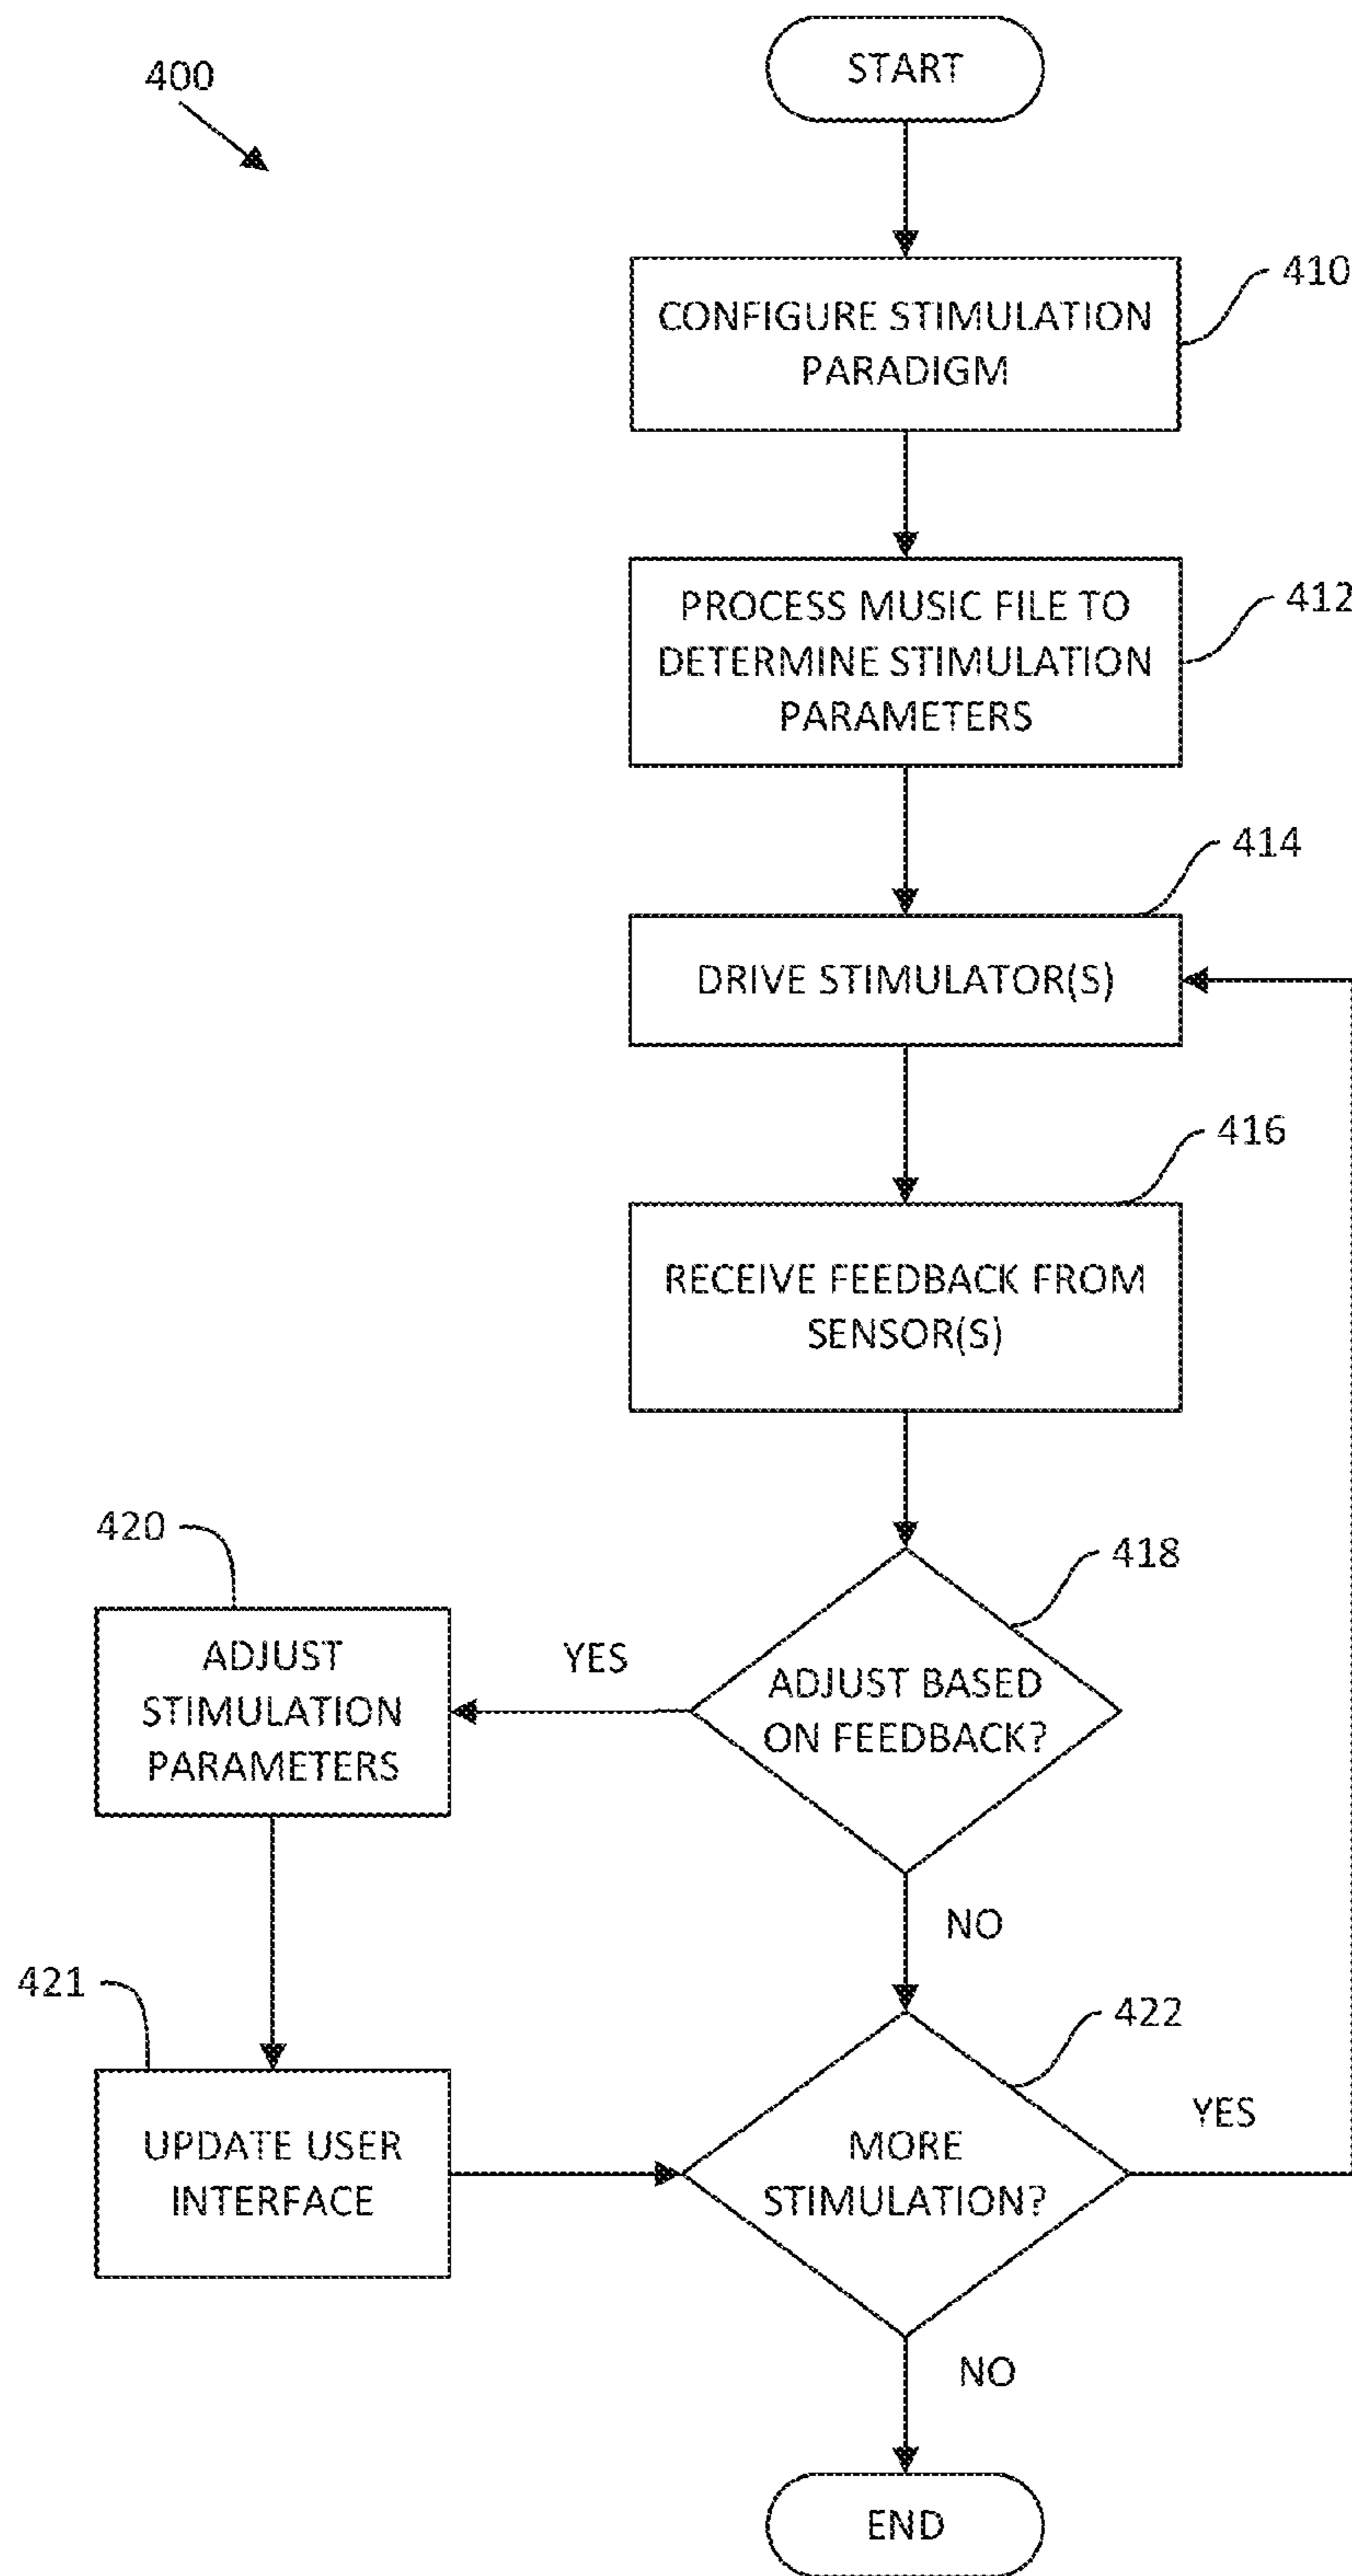 START
400
410
CONFIGURE STIMULATION
PARADIGM
412
PROCESS MUSIC FILE TO
DETERMINE STIMULATION
PARAMETERS
414
DRIVE STIMULATOR(S)
416
RECEIVE FEEDBACK FROM
SENSOR(S)
418
ADJUST BASED
ON FEEDBACK?
YES
420
ADJUST
STIMULATION
PARAMETERS
NO
421
UPDATE USER
INTERFACE
422
MORE
STIMULATION?
YES
NO
END